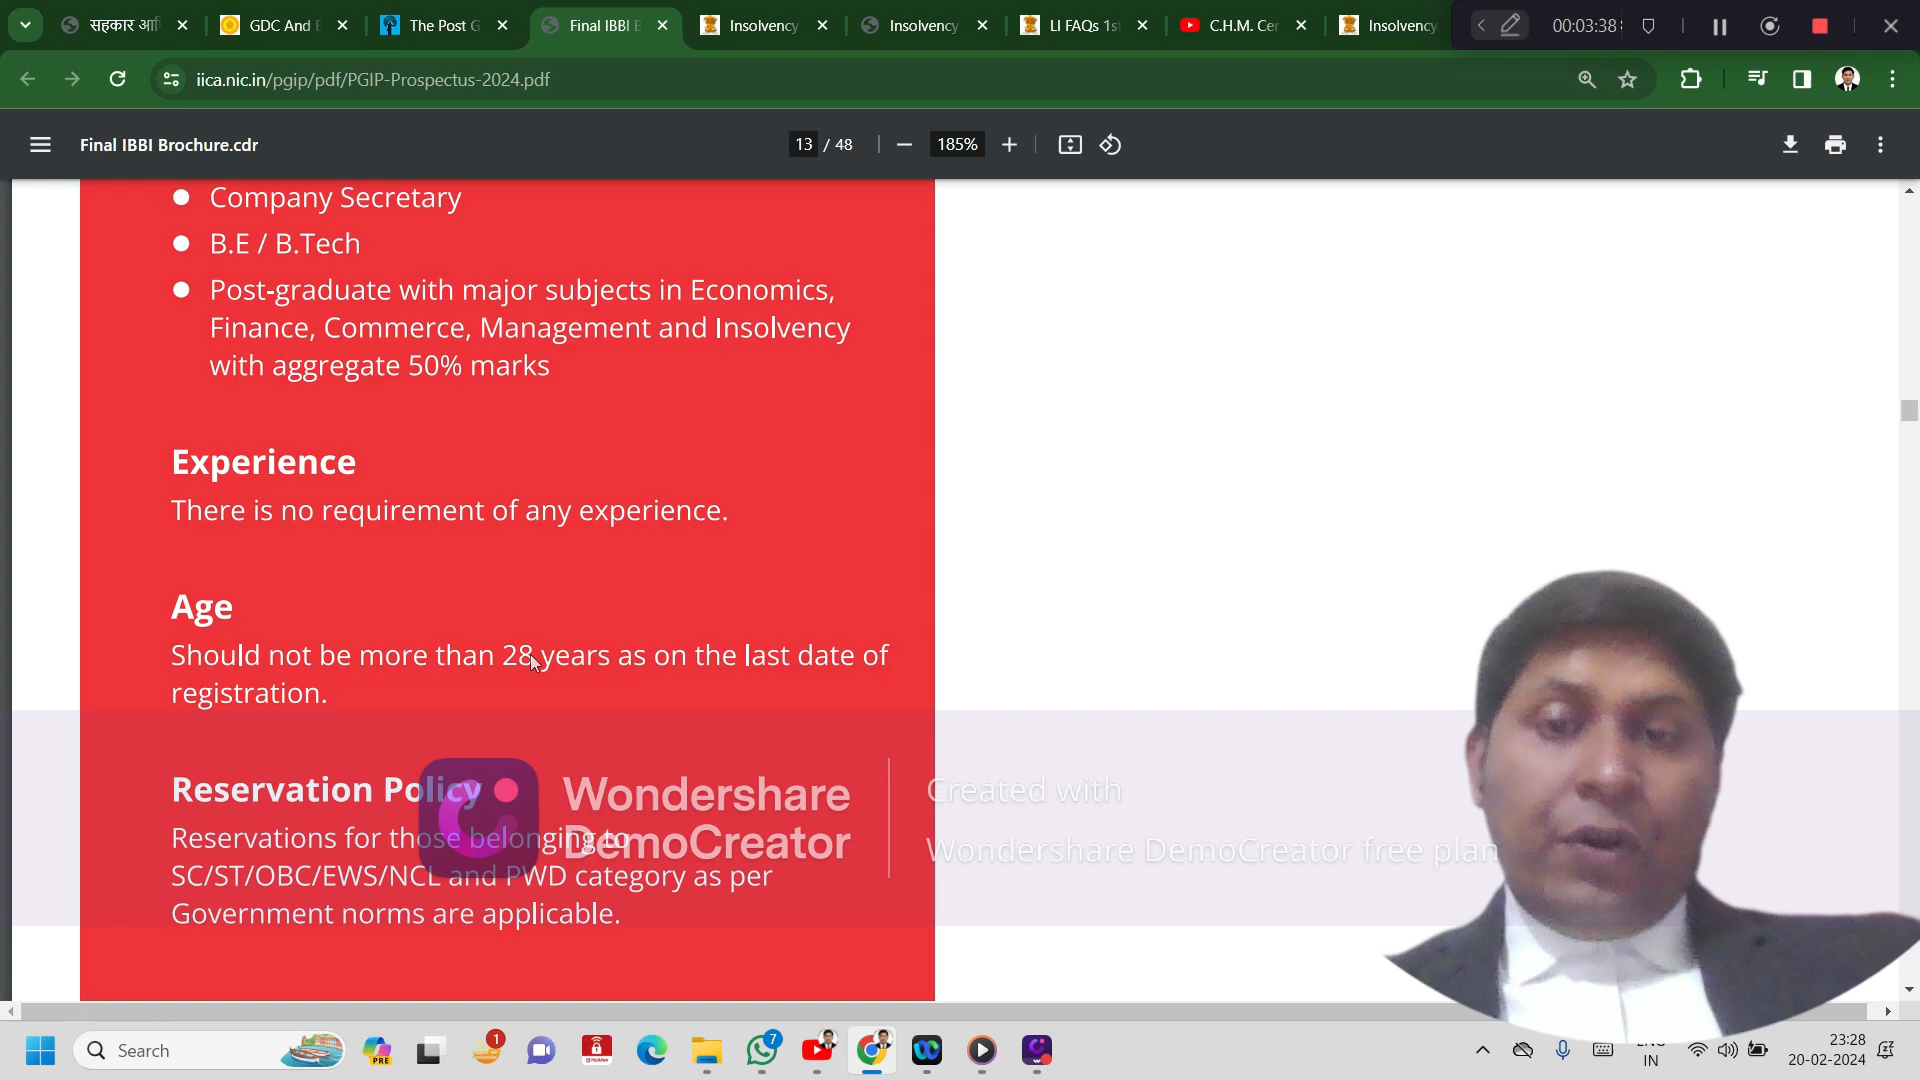 सहकार आ
GDC And E
The Post G
Final IBBI B
Insolvency
Insolvency
LI FAQs 1s
C.H.M. Cer
Insolvency
00:03:38
iica.nic.in/pgip/pdf/PGIP-Prospectus-2024.pdf
Final IBBI Brochure.cdr
13 / 48
185%
Company Secretary
B.E / B.Tech
Post-graduate with major subjects in Economics,
Finance, Commerce, Management and Insolvency
with aggregate 50% marks
Experience
There is no requirement of any experience.
Age
Should not be more than 28 years as on the last date of
registration.
Reservation Policy
Reservations for those belonging to
SC/ST/OBC/EWS/NCL and PWD category as per
Government norms are applicable.
Wondershare
DemoCreator
Created with
Wondershare DemoCreator free plan
Search
PRE
1
McAfee
7
ENG
IN
23:28
20-02-2024